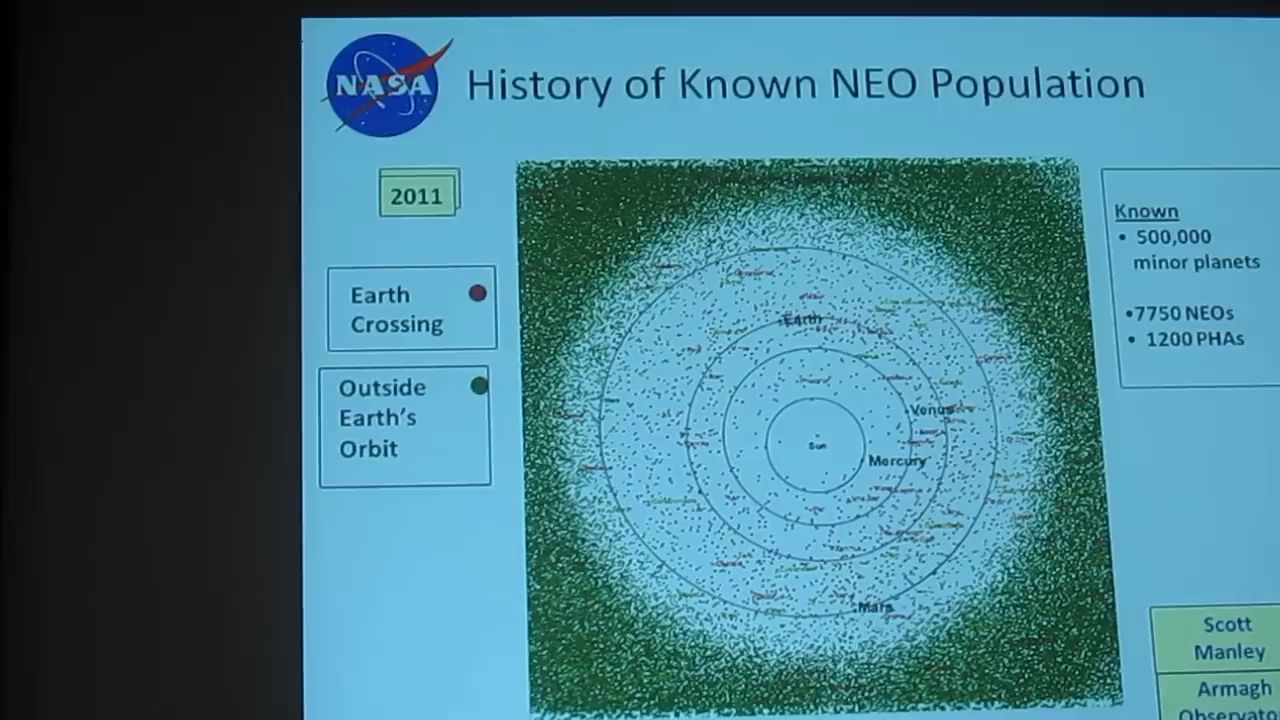 NASA
History of Known NEO Population
2011
Earth
Crossing
Outside
Earth's
Orbit
Earth
Venus
Sun
Mercury
Mars
Known
• 500,000
minor planets
•7750 NEOs
• 1200 PHAs
Scott
Manley
Armagh